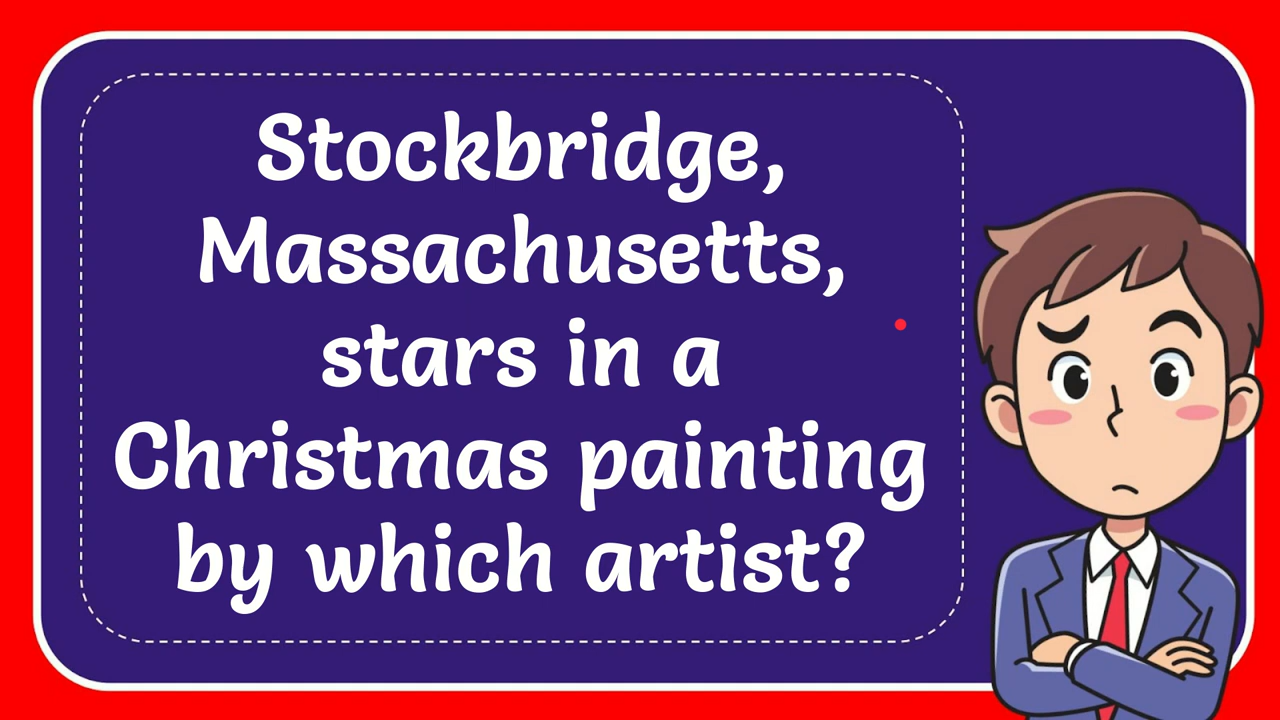 Stockbridge,
Massachusetts,
stars in a
Christmas painting
by which artist?